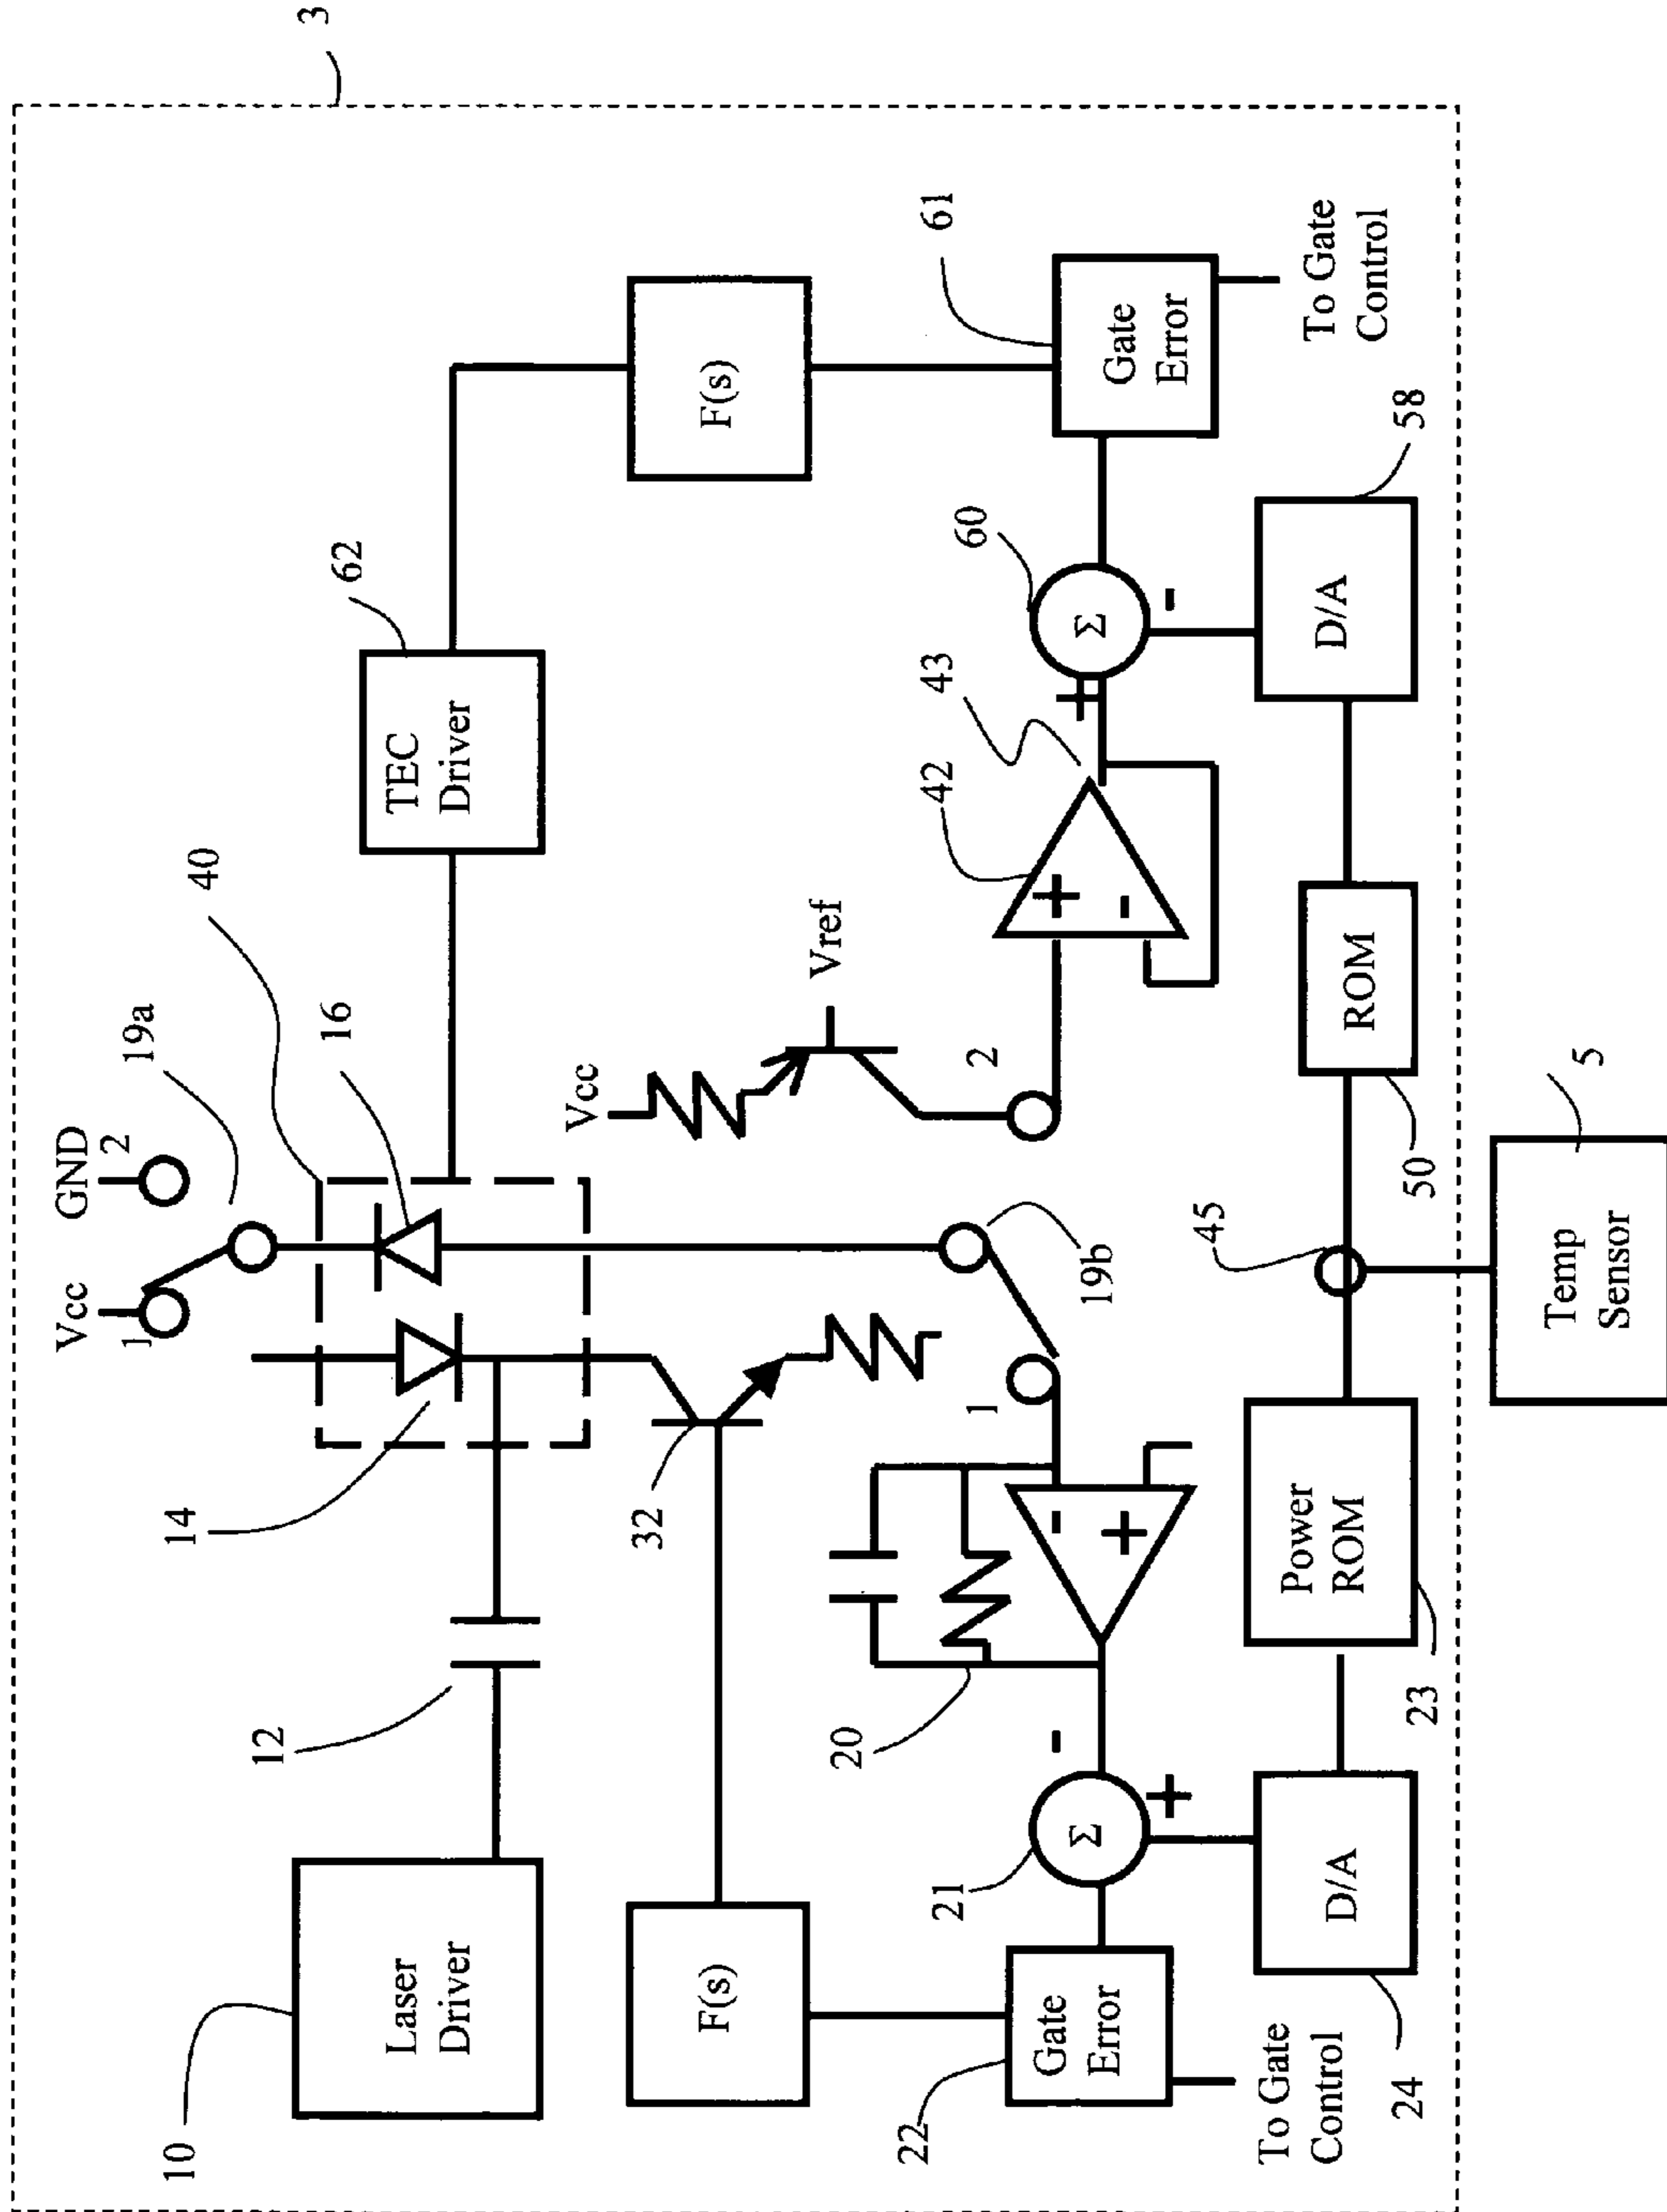 3
Vcc
1
GND
2
19a
40
62
10
Laser
Driver
12
14
16
TEC
Driver
32
Vcc
Vref
F(s)
F(s)
20
1
19b
2
42
43
60
61
22
Gate
Error
21
Σ
-
+
-
+
+
-
+
Σ
-
Gate
Error
To Gate
Control
To Gate
Control
24
D/A
23
Power
ROM
45
50
ROM
D/A
58
Temp
Sensor
5